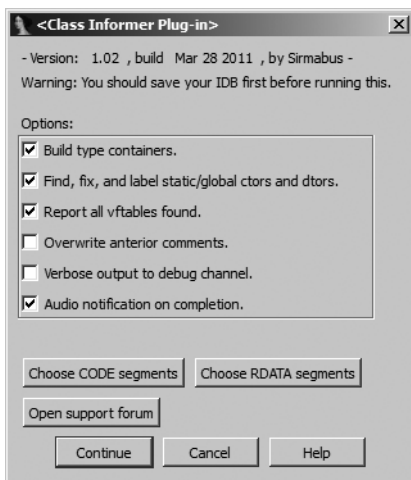 <Class Informer Plug-in>
- Version: 1.02 , build Mar 28 2011 , by Sirmabus -
Warning: You should save your IDB first before running this.
Options:
Build type containers.
Find, fix, and label static/global ctors and dtors.
Report all vftables found.
Overwrite anterior comments.
Verbose output to debug channel.
Audio notification on completion.
Choose CODE segments Choose RDATA segments
Open support forum
Continue Cancel Help